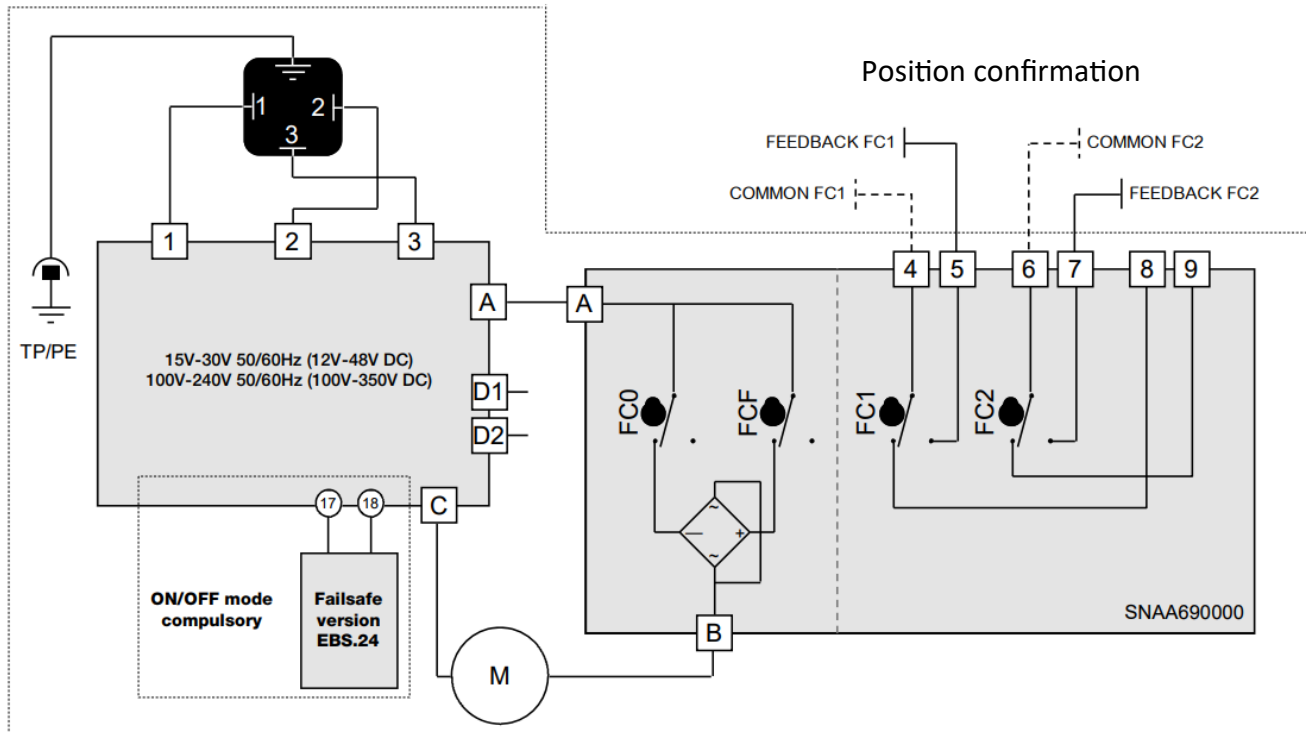 Position confirmation
1
2
3
FEEDBACK FC1
COMMON FC2
COMMON FC1
FEEDBACK FC2
1
2
3
4
5
6
7
8
9
A
A
TP/PE
15V-30V 50/60Hz (12V-48V DC)
100V-240V 50/60Hz (100V-350V DC)
D1
D2
FC0
FCF
FC1
FC2
17
18
C
~
— +
~
ON/OFF mode
compulsory
Failsafe
version
EBS.24
SNAA690000
B
M